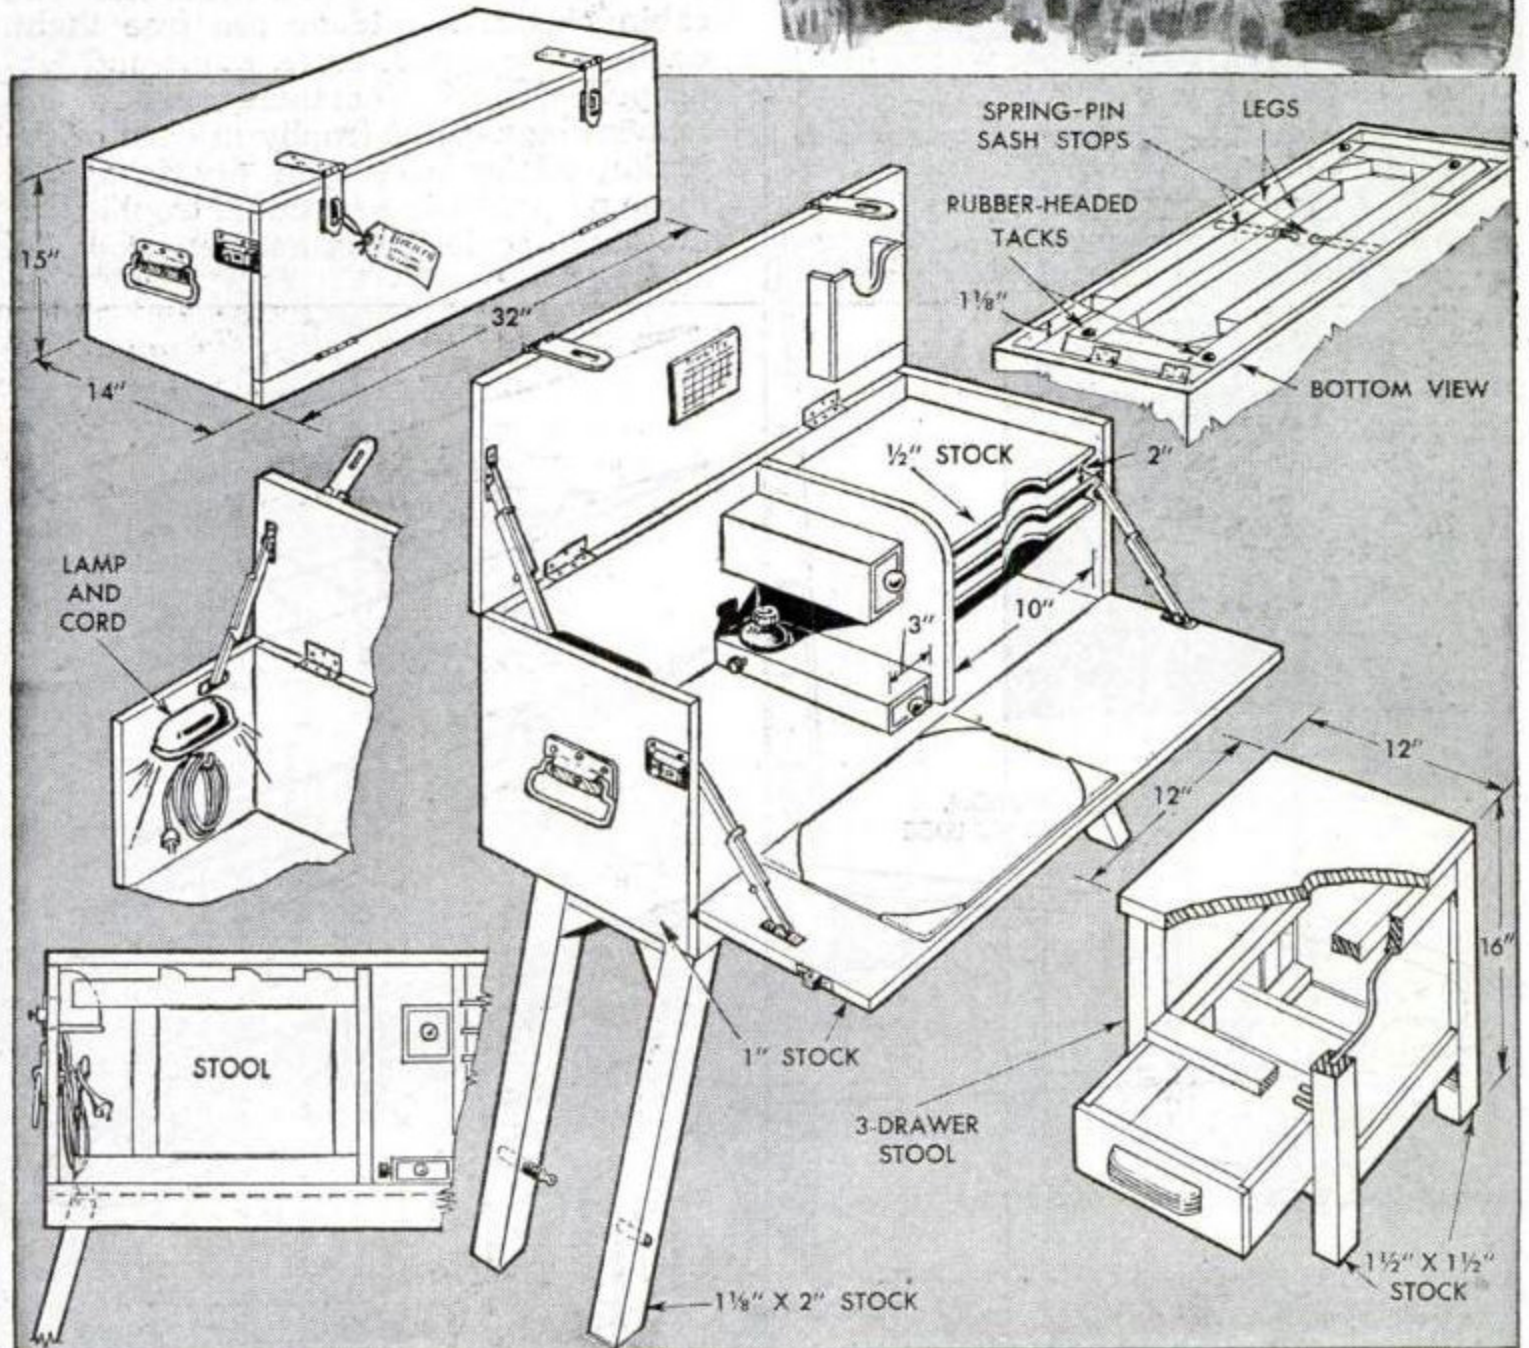 15"
14"
32"
SPRING-PIN
SASH STOPS
LEGS
RUBBER-HEADED
TACKS
1⅛"
BOTTOM VIEW
½" STOCK
2"
LAMP
AND
CORD
10"
3"
12"
12"
16"
STOOL
1" STOCK
3-DRAWER
STOOL
1⅛" X 2" STOCK
1½" X 1½"
STOCK